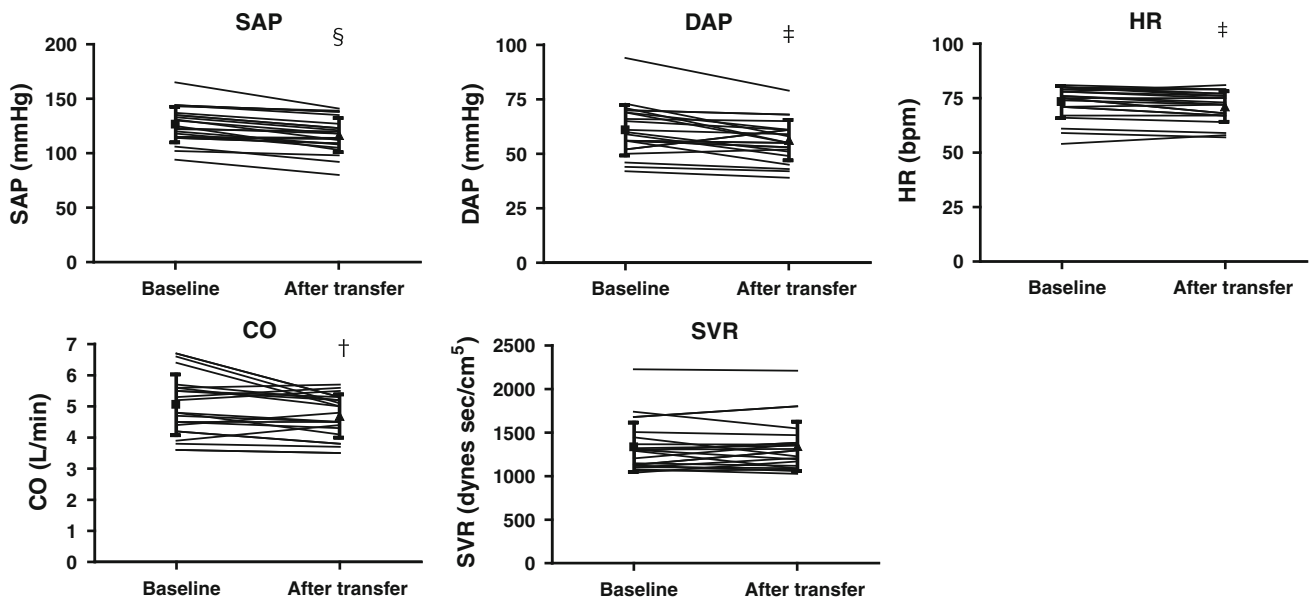 SAP
§
SAP (mmHg)
200
150
100
50
0
Baseline After transfer
DAP
‡
DAP (mmHg)
100
75
50
25
0
Baseline After transfer
HR
‡
HR (bpm)
100
75
50
25
0
Baseline After transfer
CO
†
CO (L/min)
7
6
5
4
3
2
1
0
Baseline After transfer
SVR
SVR (dynes sec/cm⁵)
2500
2000
1500
1000
500
0
Baseline After transfer